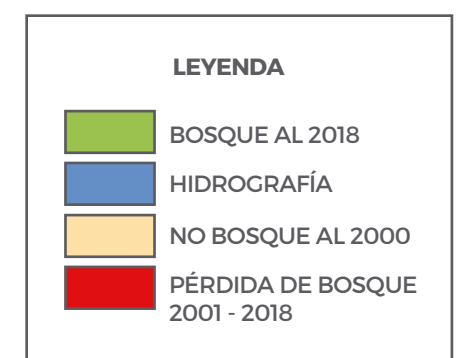 LEYENDA
BOSQUE AL 2018
HIDROGRAFÍA
NO BOSQUE AL 2000
PÉRDIDA DE BOSQUE
2001 - 2018